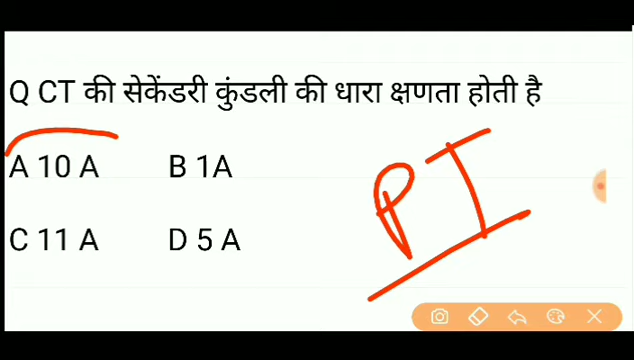 Q CT की सेकेंडरी कुंडली की धारा क्षणता होती है
A 10 A B 1A
C 11 A D 5 A
PI